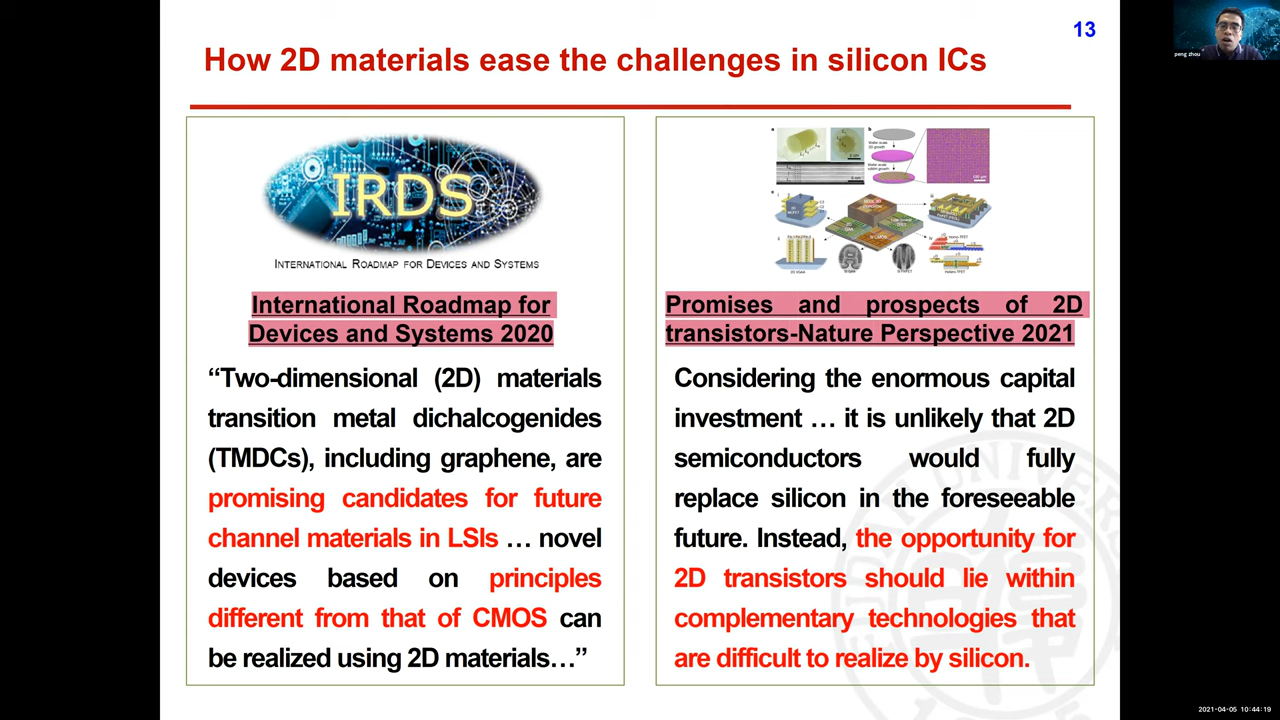 13
How 2D materials ease the challenges in silicon ICs
peng zhou
IRDS
INTERNATIONAL ROADMAP FOR DEVICES AND SYSTEMS
International Roadmap for
Devices and Systems 2020
“Two-dimensional (2D) materials
transition metal dichalcogenides
(TMDCs), including graphene, are
promising candidates for future
channel materials in LSIs … novel
devices based on principles
different from that of CMOS can
be realized using 2D materials…”
Promises and prospects of 2D
transistors-Nature Perspective 2021
Considering the enormous capital
investment … it is unlikely that 2D
semiconductors would fully
replace silicon in the foreseeable
future. Instead, the opportunity for
2D transistors should lie within
complementary technologies that
are difficult to realize by silicon.
2021-04-05 10:44:19